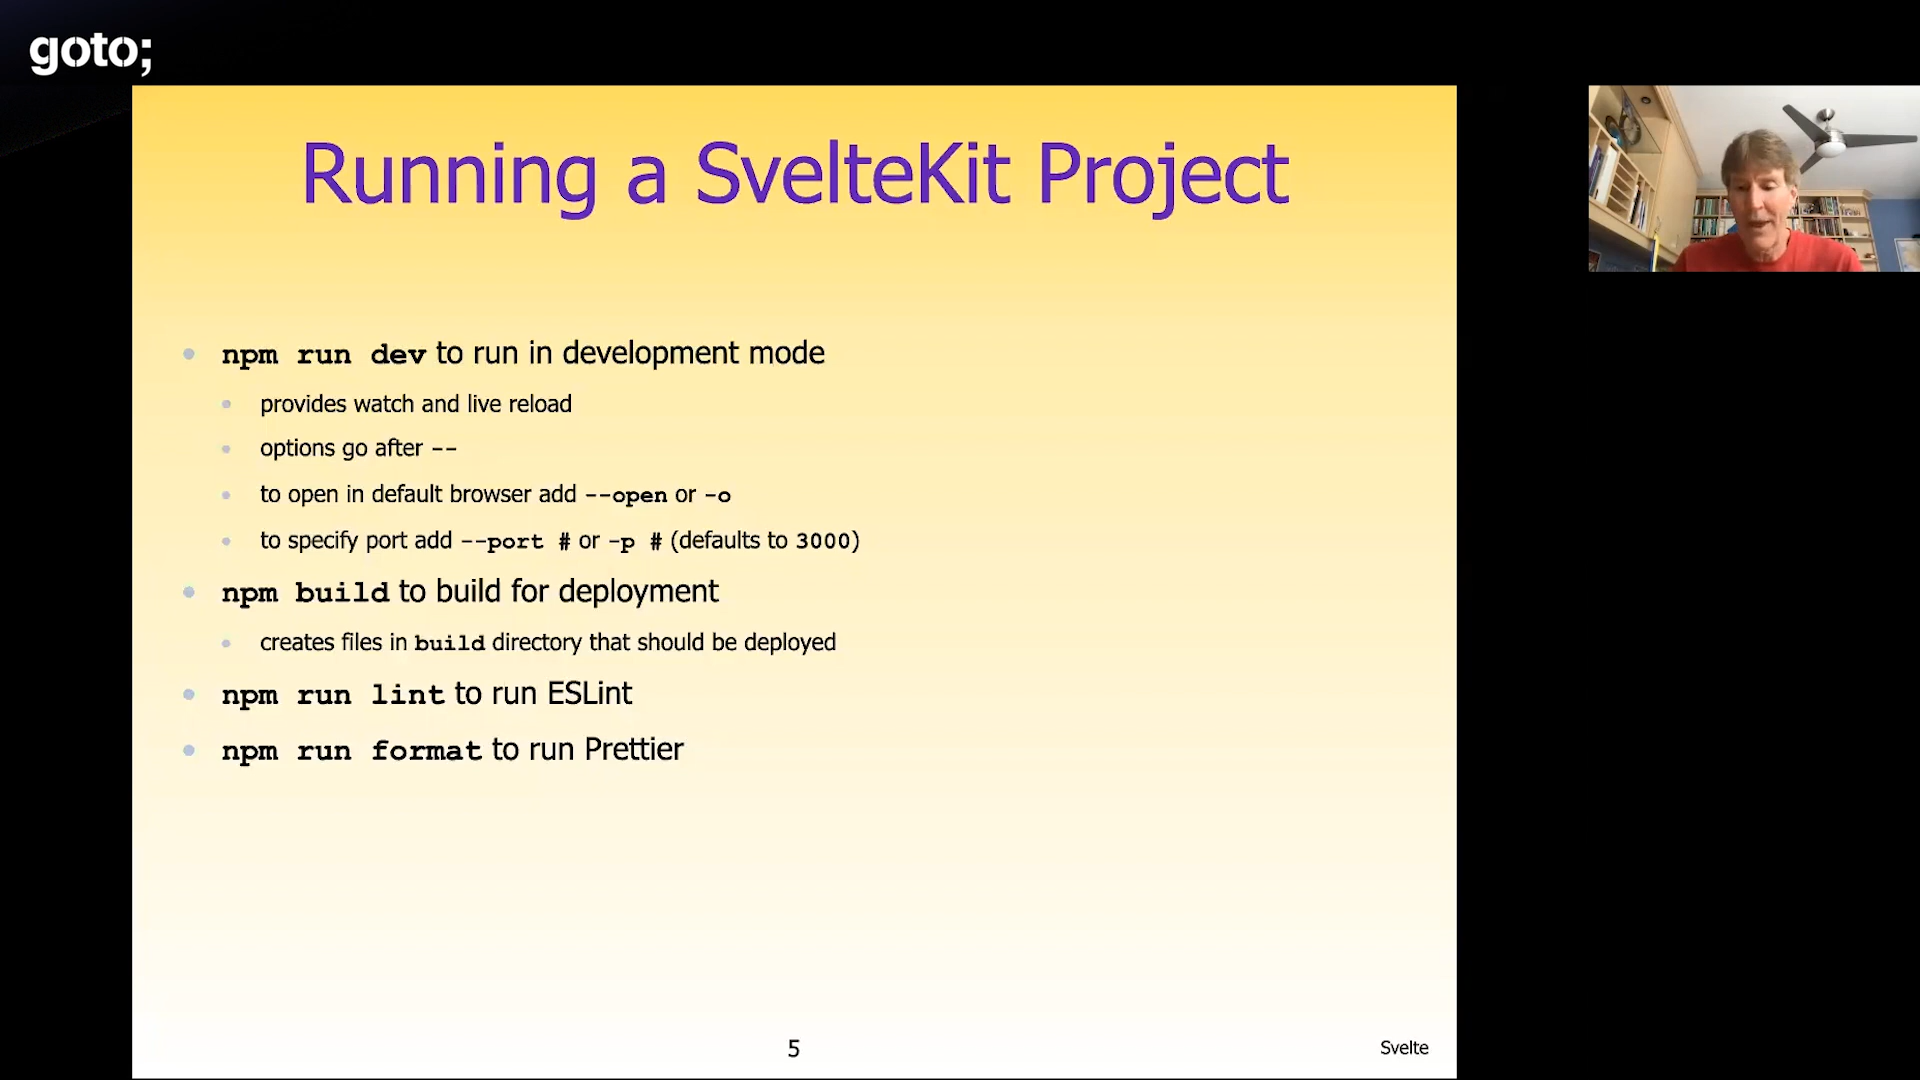 goto;
Running a SvelteKit Project
npm run dev to run in development mode
provides watch and live reload
options go after --
to open in default browser add --open or -o
to specify port add --port # or -p # (defaults to 3000)
npm build to build for deployment
creates files in build directory that should be deployed
npm run lint to run ESLint
npm run format to run Prettier
5
Svelte